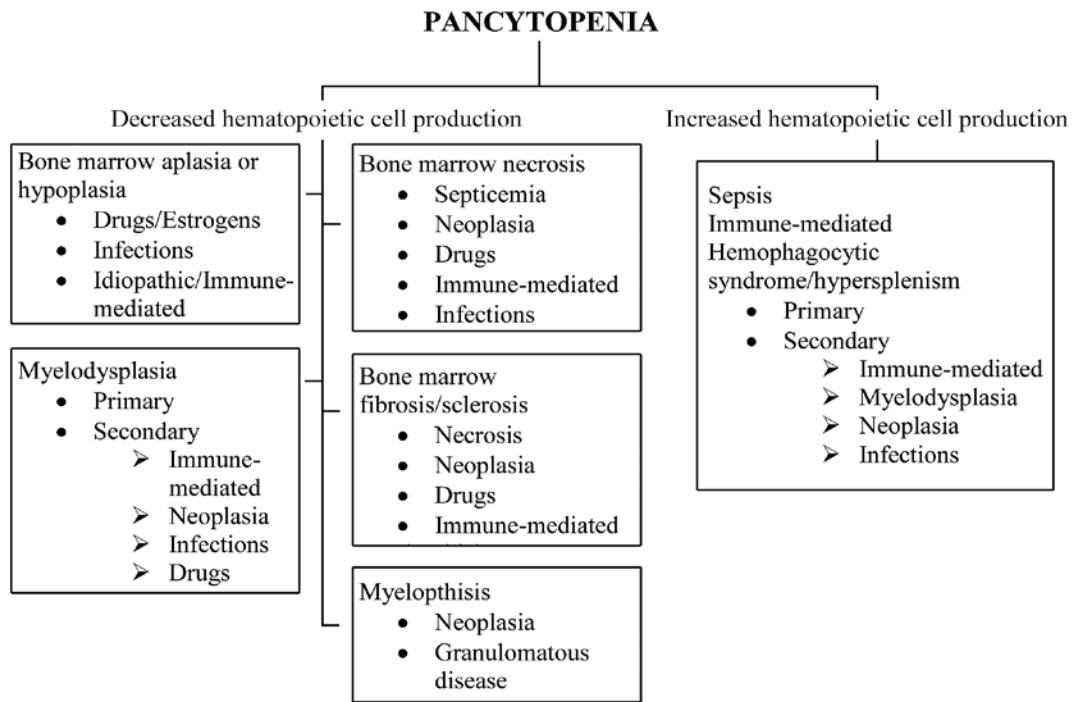 PANCYTOPENIA
Decreased hematopoietic cell production
Bone marrow aplasia or
hypoplasia
• Drugs/Estrogens
• Infections
• Idiopathic/Immune-
mediated
Myelodysplasia
• Primary
• Secondary
➢ Immune-
mediated
➢ Neoplasia
➢ Infections
➢ Drugs
Bone marrow necrosis
• Septicemia
• Neoplasia
• Drugs
• Immune-mediated
• Infections
Bone marrow
fibrosis/sclerosis
• Necrosis
• Neoplasia
• Drugs
• Immune-mediated
Myelopthisis
• Neoplasia
• Granulomatous
disease
Increased hematopoietic cell production
Sepsis
Immune-mediated
Hemophagocytic
syndrome/hypersplenism
• Primary
• Secondary
➢ Immune-mediated
➢ Myelodysplasia
➢ Neoplasia
➢ Infections